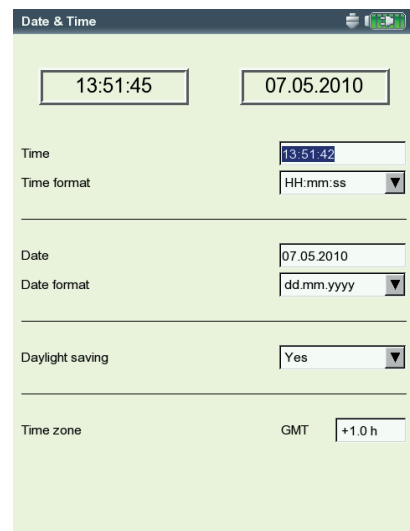 Date & Time
13:51:45 07.05.2010
Time 13:51:42
Time format HH:mm:ss
Date 07.05.2010
Date format dd.mm.yyyy
Daylight saving Yes
Time zone GMT +1.0 h